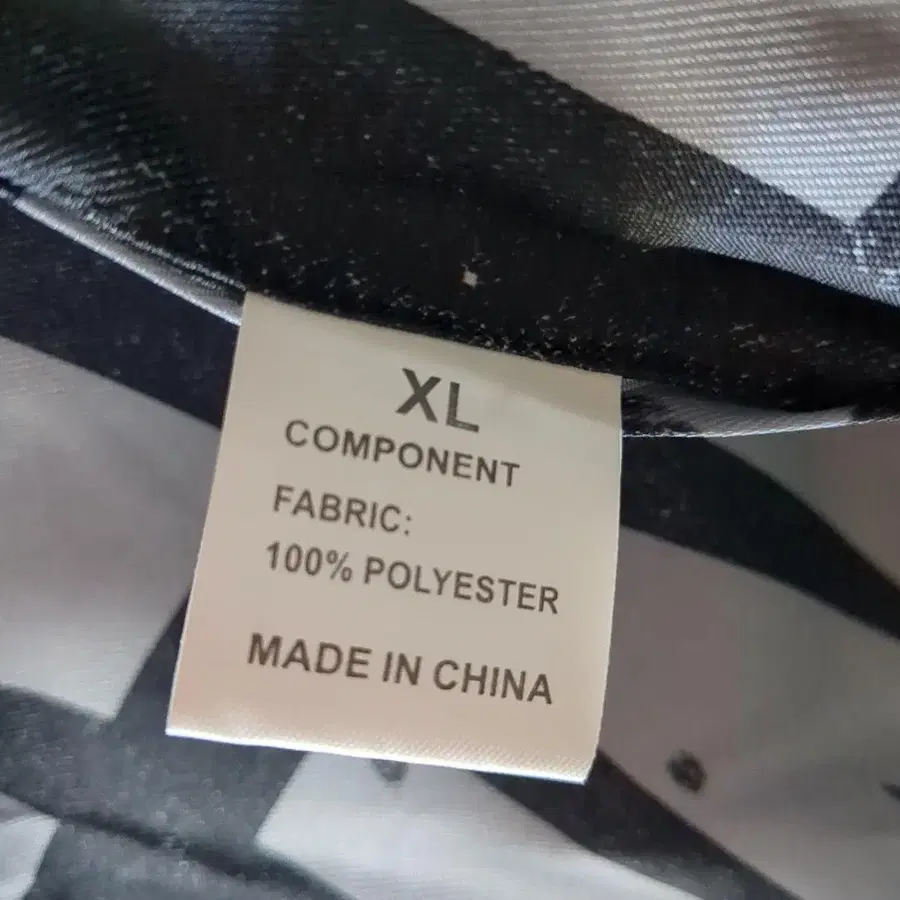 XL
COMPONENT
FABRIC:
100% POLYESTER
MADE IN CHINA